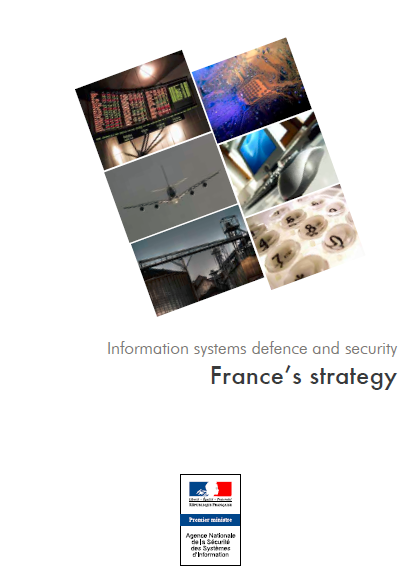 Information systems defence and security
France's strategy
Liberté • Égalité • Fraternité
RÉPUBLIQUE FRANÇAISE
Premier ministre
Agence Nationale
de la Sécurité
des Systèmes
d'Information